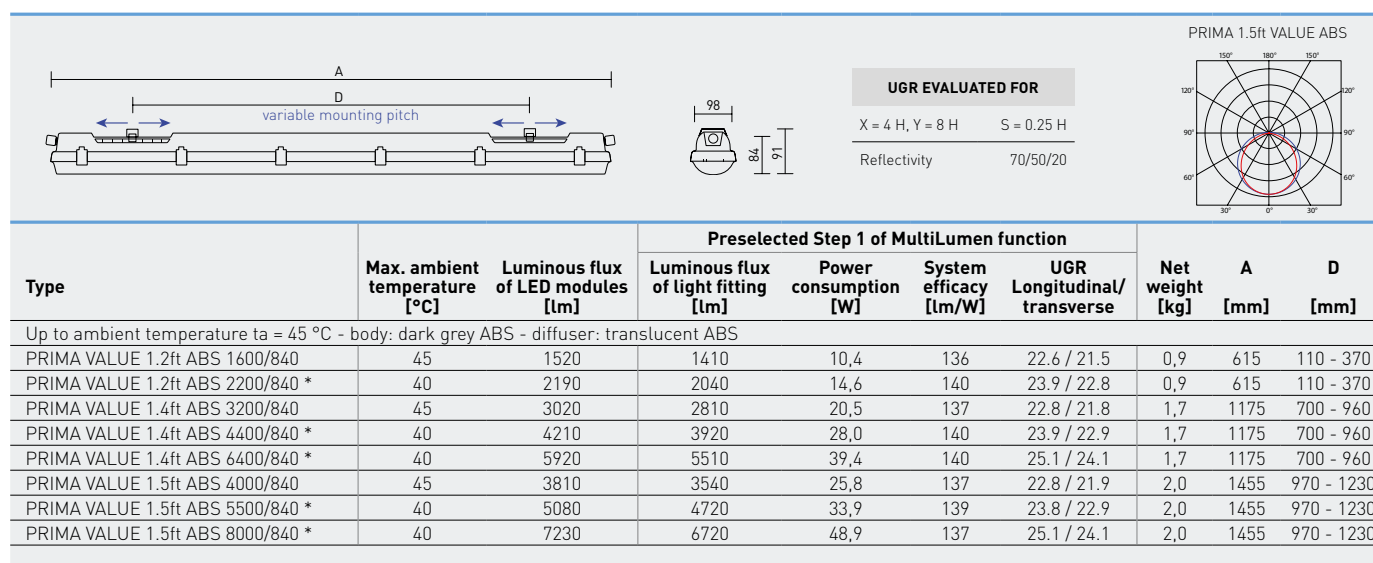 PRIMA 1.5ft VALUE ABS
150° 180° 150°
120° 120°
90° 90°
60° 60°
30° 0° 30°
A
D
variable mounting pitch
98
84
91
UGR EVALUATED FOR
X = 4 H, Y = 8 H S = 0.25 H
Reflectivity 70/50/20
Preselected Step 1 of MultiLumen function
Type Max. ambient temperature [°C] Luminous flux of LED modules [lm] Luminous flux of light fitting [lm] Power consumption [W] System efficacy [lm/W] UGR Longitudinal/ transverse Net weight [kg] A [mm] D [mm]
Up to ambient temperature ta = 45 °C - body: dark grey ABS - diffuser: translucent ABS
PRIMA VALUE 1.2ft ABS 1600/840 45 1520 1410 10,4 136 22.6 / 21.5 0,9 615 110 - 370
PRIMA VALUE 1.2ft ABS 2200/840 * 40 2190 2040 14,6 140 23.9 / 22.8 0,9 615 110 - 370
PRIMA VALUE 1.4ft ABS 3200/840 45 3020 2810 20,5 137 22.8 / 21.8 1,7 1175 700 - 960
PRIMA VALUE 1.4ft ABS 4400/840 * 40 4210 3920 28,0 140 23.9 / 22.9 1,7 1175 700 - 960
PRIMA VALUE 1.4ft ABS 6400/840 * 40 5920 5510 39,4 140 25.1 / 24.1 1,7 1175 700 - 960
PRIMA VALUE 1.5ft ABS 4000/840 45 3810 3540 25,8 137 22.8 / 21.9 2,0 1455 970 - 1230
PRIMA VALUE 1.5ft ABS 5500/840 * 40 5080 4720 33,9 139 23.8 / 22.9 2,0 1455 970 - 1230
PRIMA VALUE 1.5ft ABS 8000/840 * 40 7230 6720 48,9 137 25.1 / 24.1 2,0 1455 970 - 1230